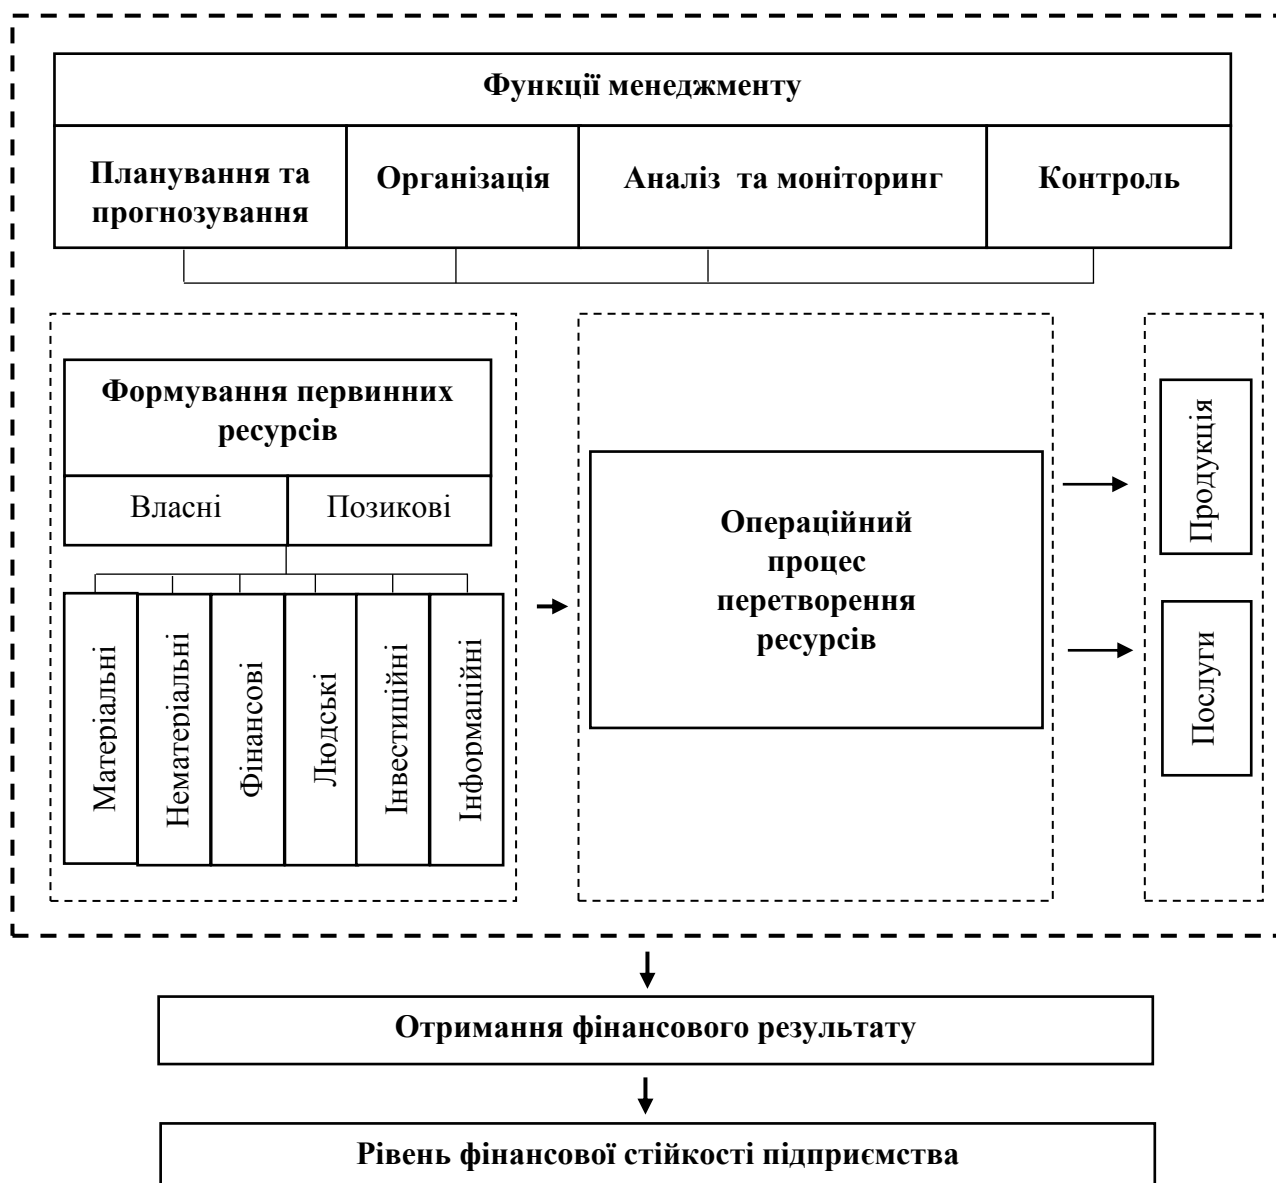 Функції менеджменту
Планування та
прогнозування
Організація
Аналіз та моніторинг
Контроль
Формування первинних
ресурсів
Власні
Позикові
Матеріальні
Нематеріальні
Фінансові
Людські
Інвестиційні
Інформаційні
Операційний
процес
перетворення
ресурсів
Продукція
Послуги
Отримання фінансового результату
Рівень фінансової стійкості підприємства